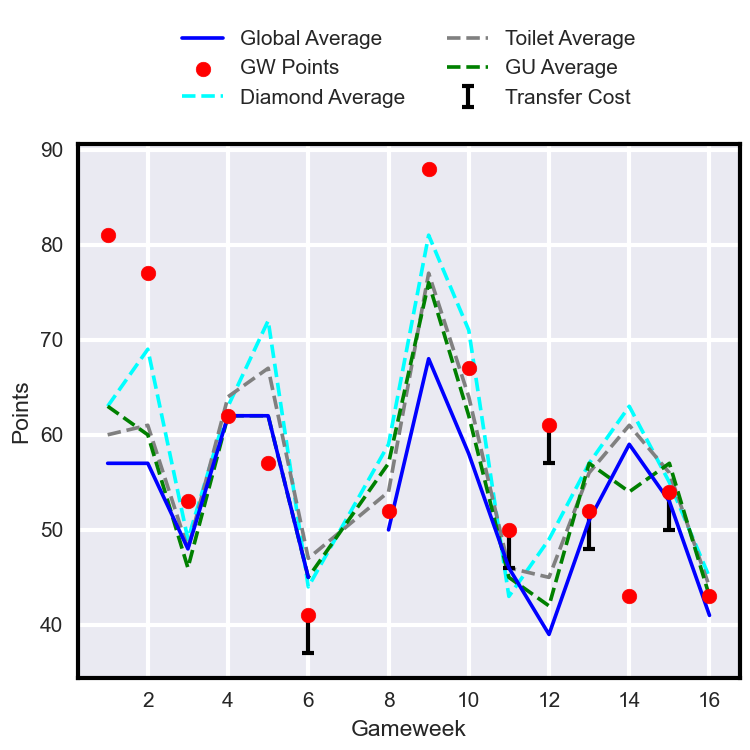 Global Average
GW Points
Diamond Average
Toilet Average
GU Average
Transfer Cost
90
80
70
60
50
40
Points
2 4 6 8 10 12 14 16
Gameweek